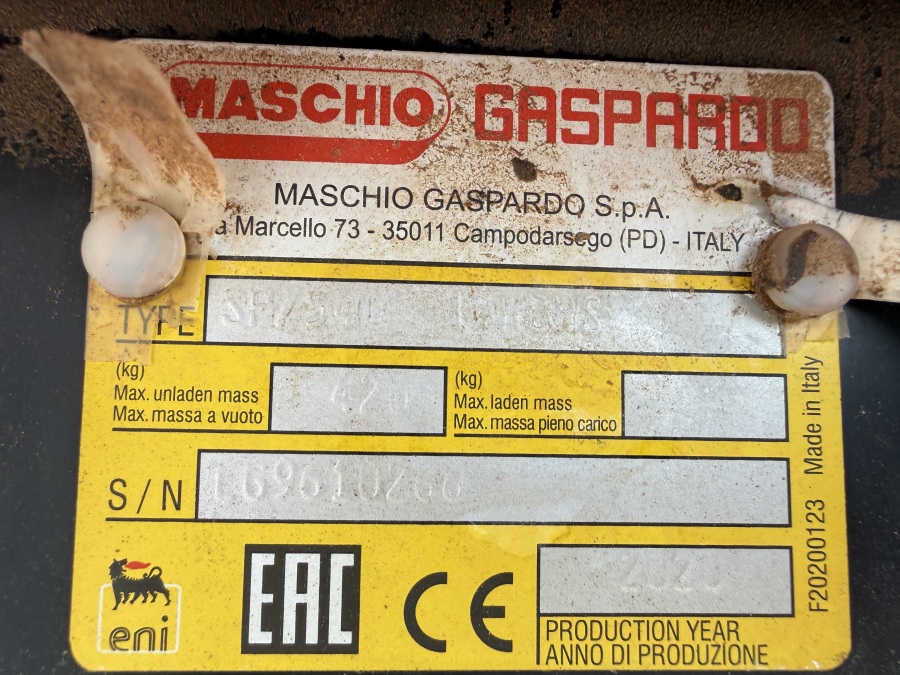 MASCHIO GASPARDO
MASCHIO GASPARDO S.p.A.
Marcello 73 - 35011 Campodarsego (PD) - ITALY
TYPE
(kg)
Max. unladen mass
Max. massa a vuoto
420
(kg)
Max. laden mass
Max. massa pieno carico
S/N
eni
EAC
CE
PRODUCTION YEAR
ANNO DI PRODUZIONE
F20200123 Made in Italy